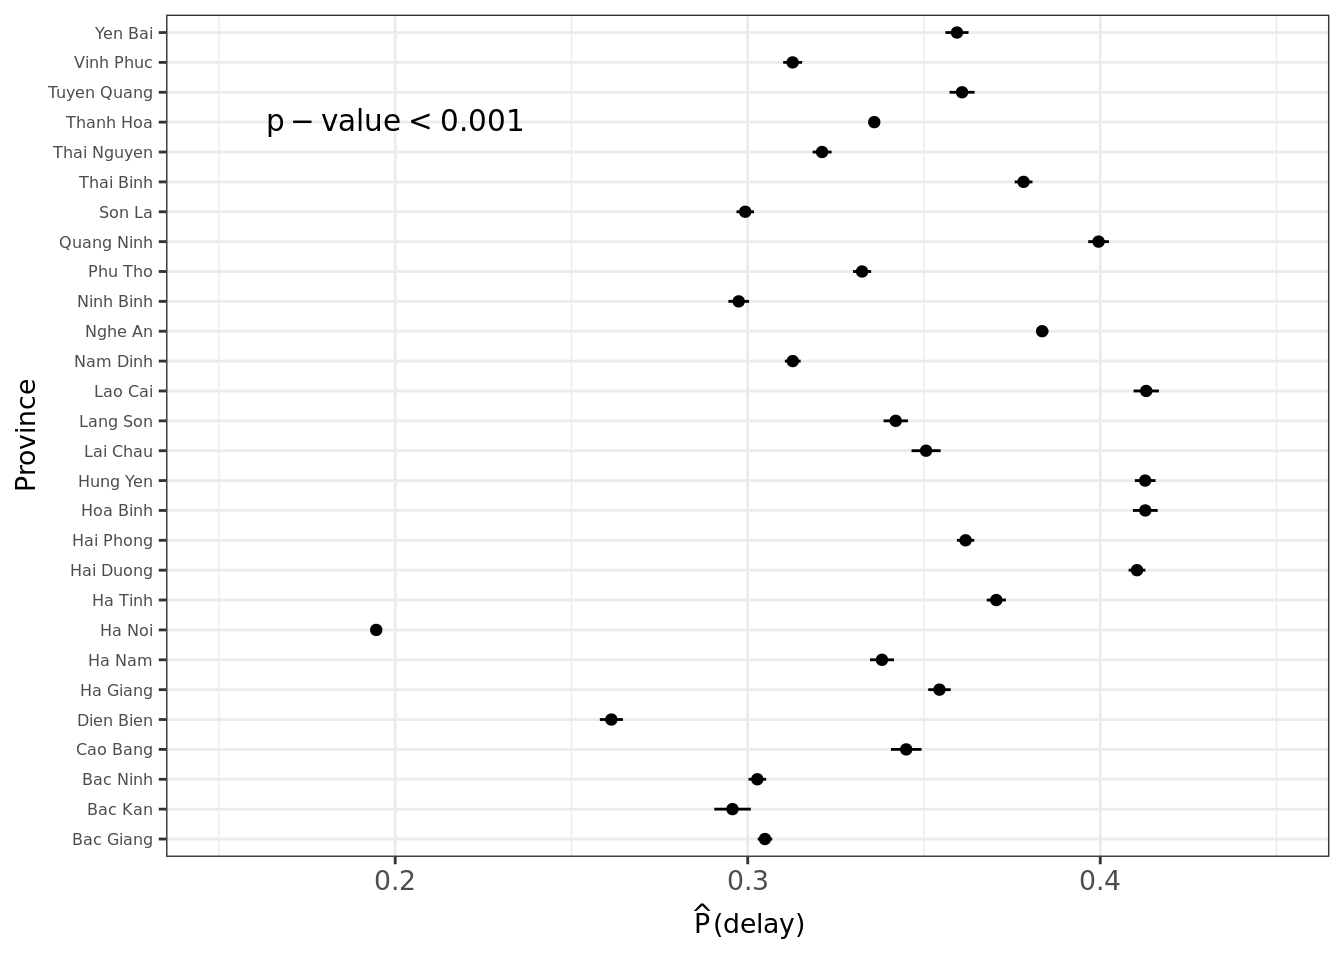 Yen Bai
Vinh Phuc
Tuyen Quang
Thanh Hoa
p − value < 0.001
Thai Nguyen
Thai Binh
Son La
Quang Ninh
Phu Tho
Ninh Binh
Nghe An
Nam Dinh
Lao Cai
Lang Son
Lai Chau
Hung Yen
Hoa Binh
Hai Phong
Hai Duong
Ha Tinh
Ha Noi
Ha Nam
Ha Giang
Dien Bien
Cao Bang
Bac Ninh
Bac Kan
Bac Giang
Province
0.2 0.3 0.4
P̂(delay)